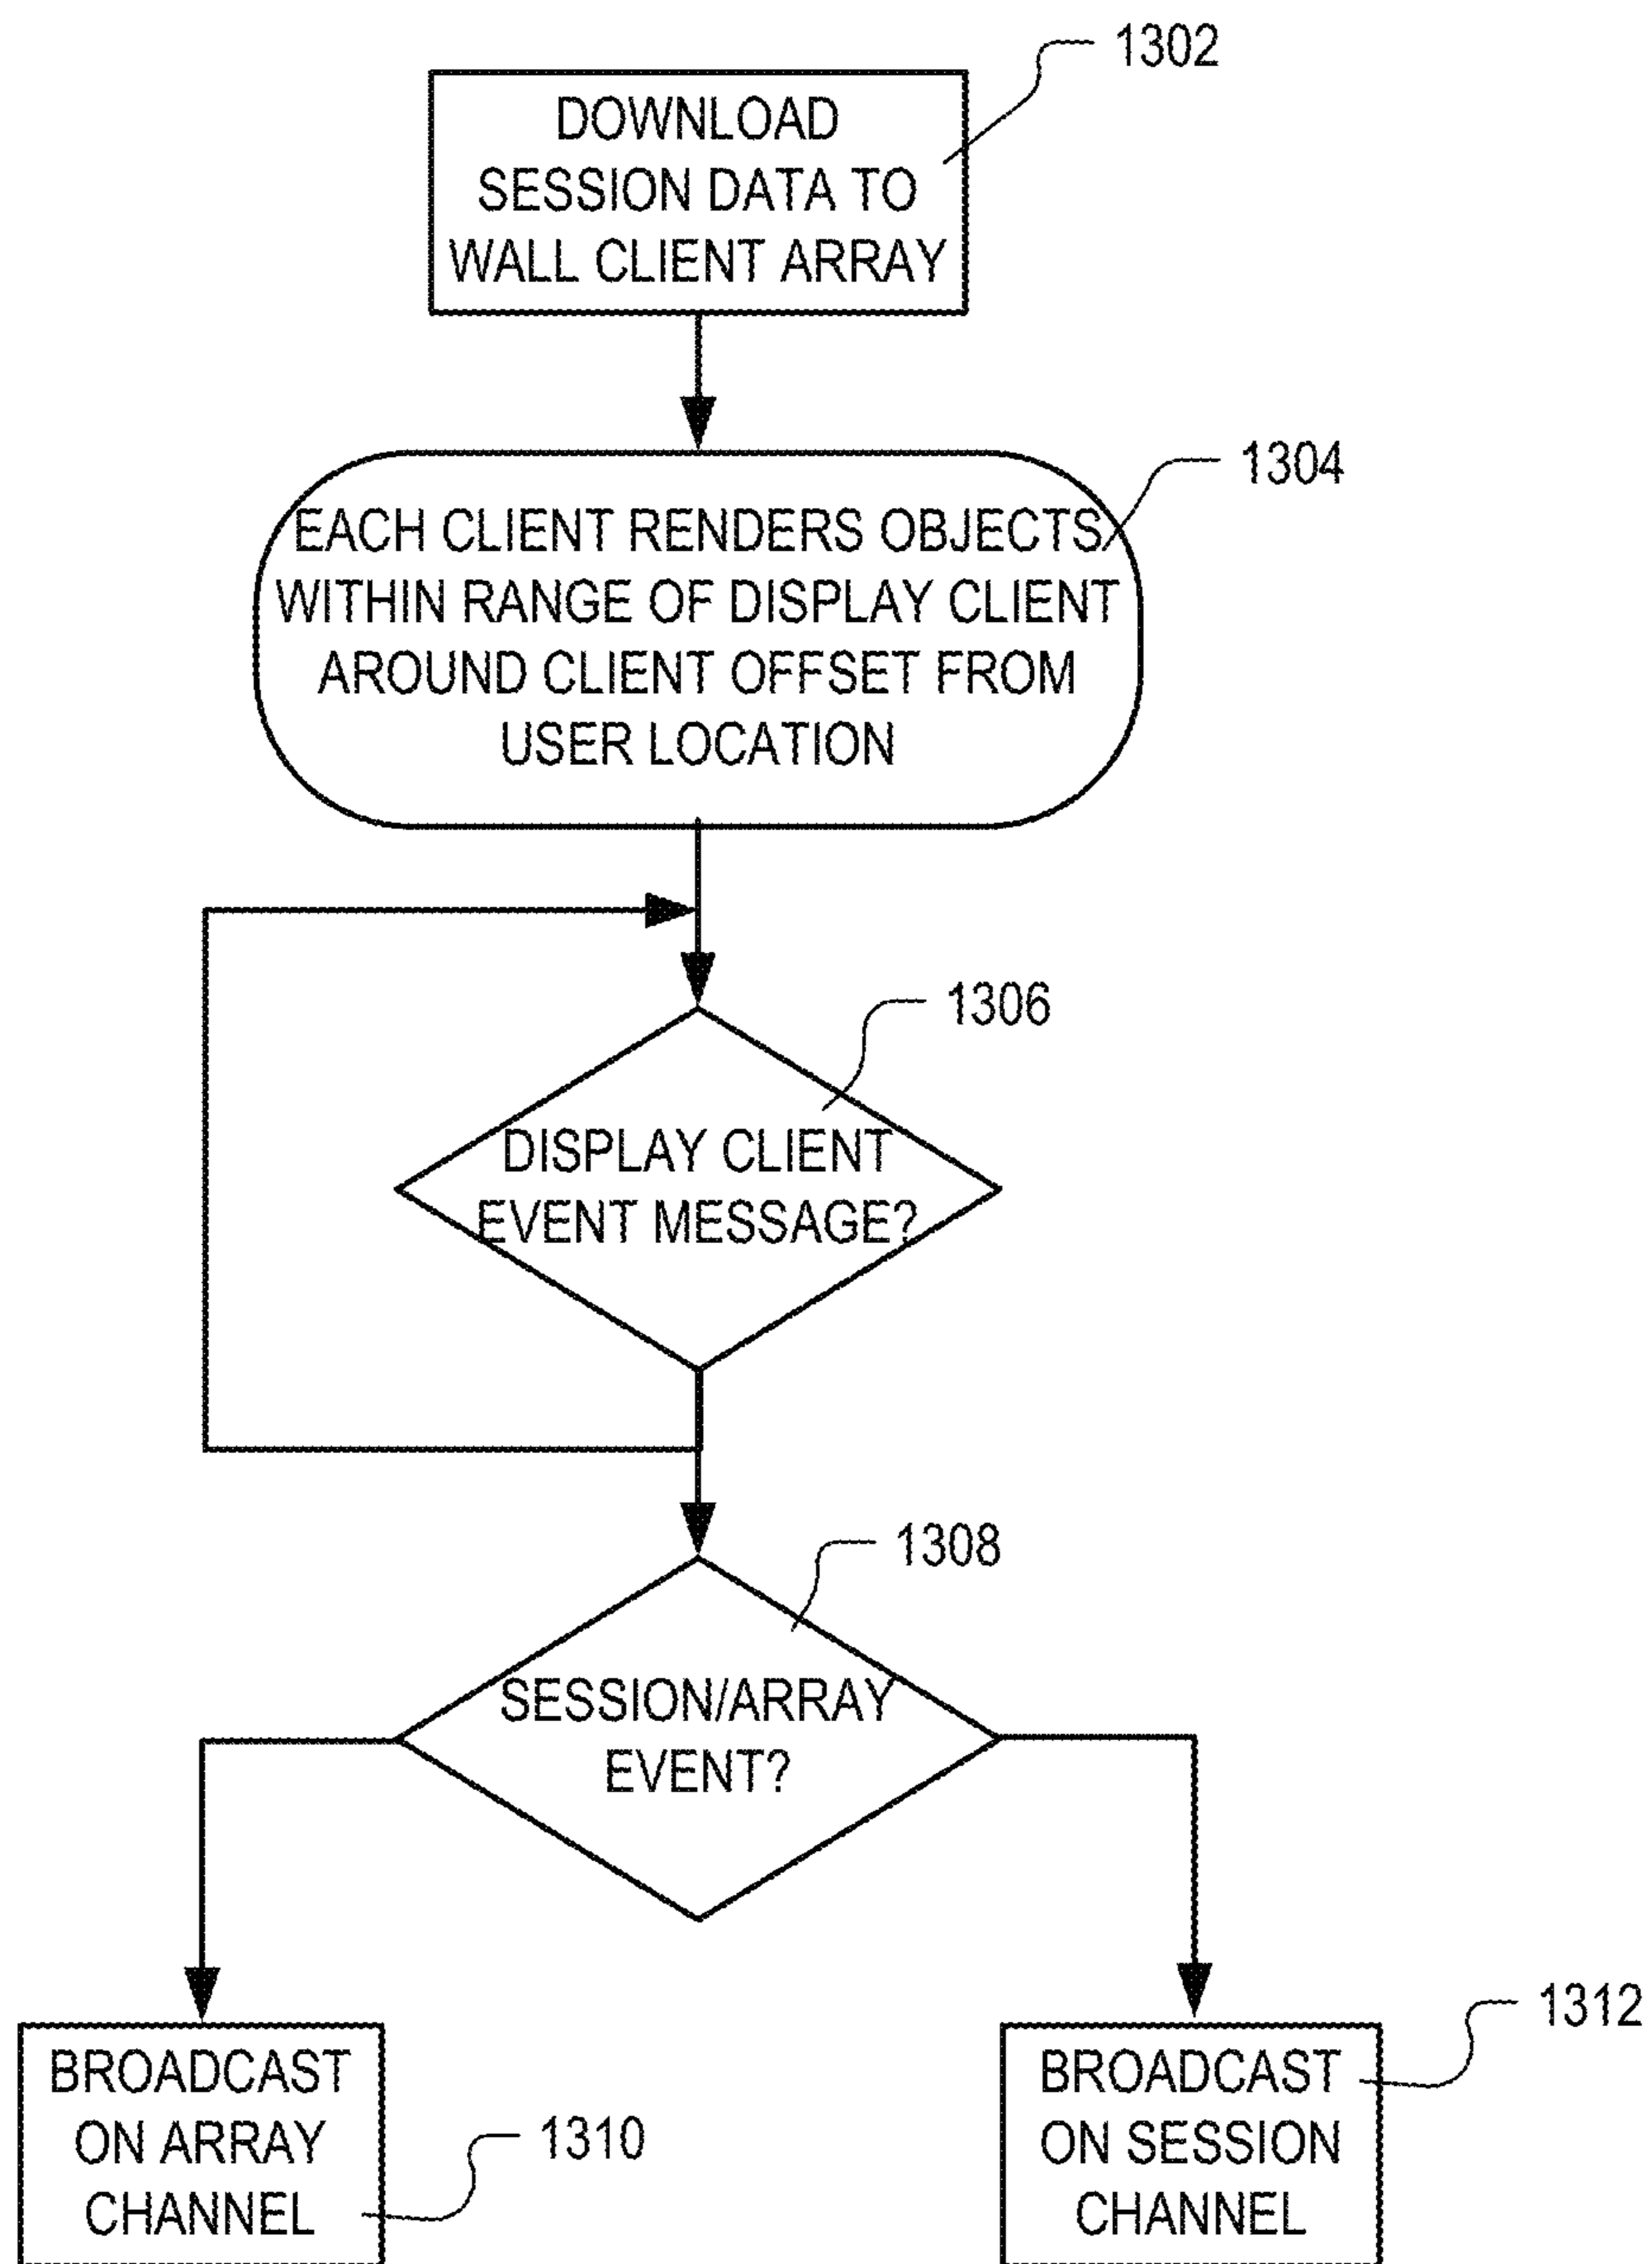 1302
DOWNLOAD
SESSION DATA TO
WALL CLIENT ARRAY
1304
EACH CLIENT RENDERS OBJECTS
WITHIN RANGE OF DISPLAY CLIENT
AROUND CLIENT OFFSET FROM
USER LOCATION
1306
DISPLAY CLIENT
EVENT MESSAGE?
1308
SESSION/ARRAY
EVENT?
BROADCAST
ON ARRAY
CHANNEL
1310
1312
BROADCAST
ON SESSION
CHANNEL